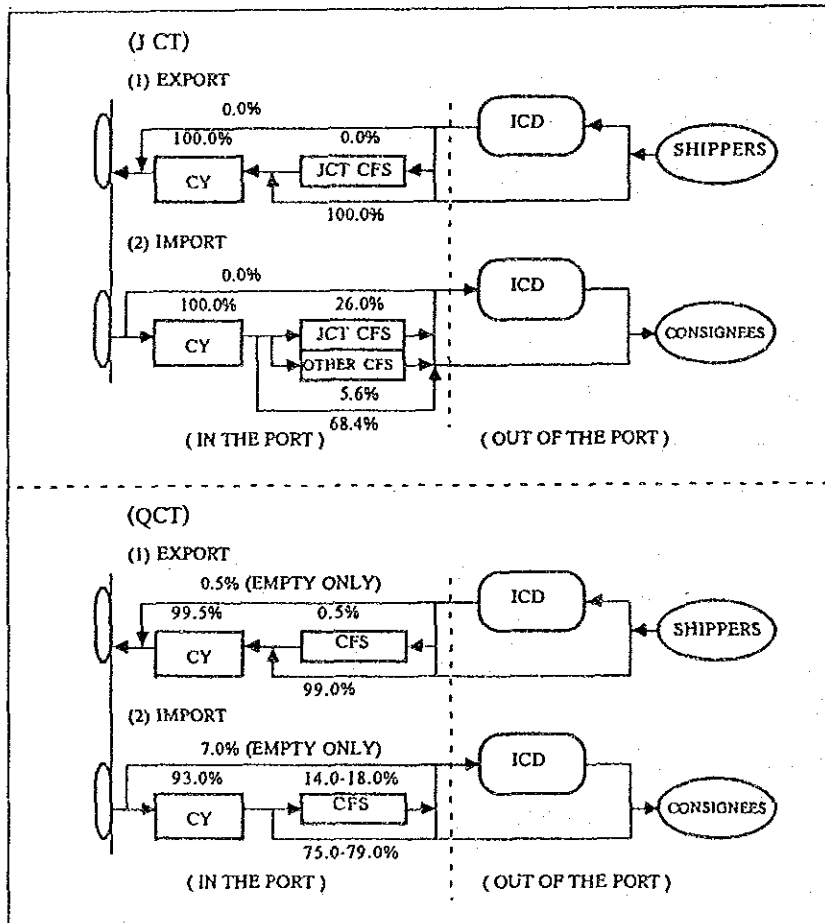 (J CT)
(1) EXPORT
0.0%
ICD
100.0%
0.0%
SHIPPERS
CY
JCT CFS
100.0%
(2) IMPORT
0.0%
ICD
100.0%
26.0%
CY
JCT CFS
CONSIGNEES
OTHER CFS
5.6%
68.4%
( IN THE PORT )
( OUT OF THE PORT )
(QCT)
(1) EXPORT
0.5% (EMPTY ONLY)
ICD
99.5%
0.5%
SHIPPERS
CY
CFS
99.0%
(2) IMPORT
7.0% (EMPTY ONLY)
ICD
93.0%
14.0-18.0%
CY
CFS
CONSIGNEES
75.0-79.0%
( IN THE PORT )
( OUT OF THE PORT )